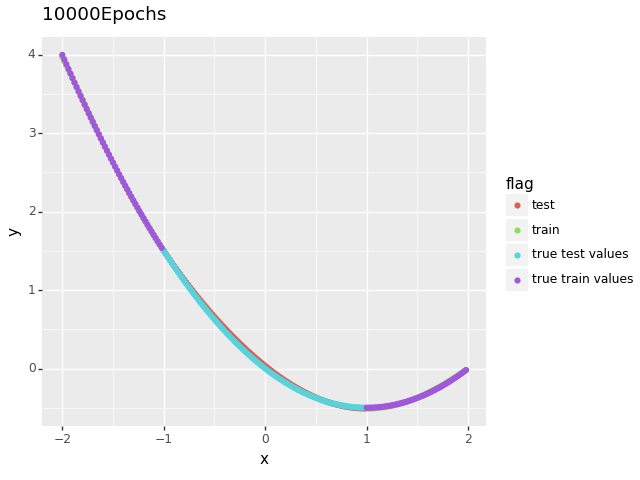 10000Epochs
4
3
2
1
0
y
−2
−1
0
1
2
x
flag
test
train
true test values
true train values